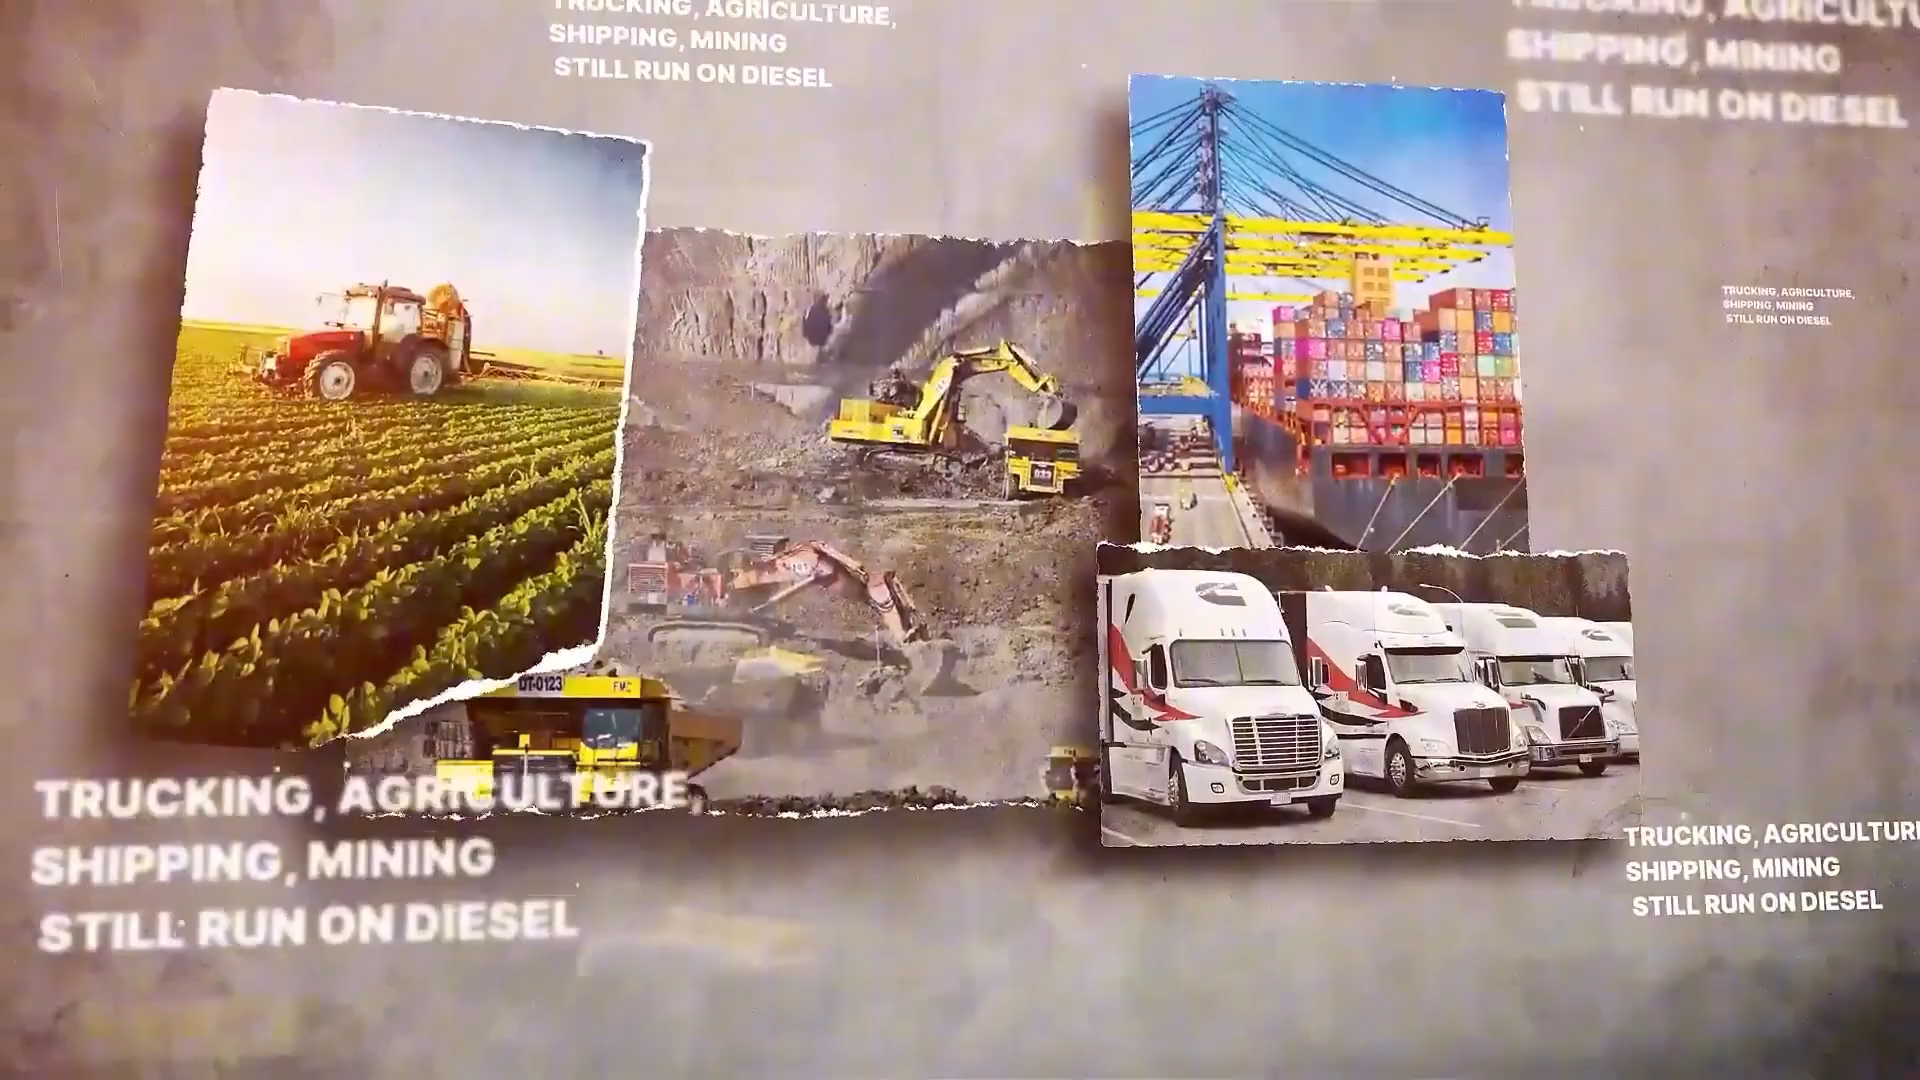 TRUCKING, AGRICULTURE,
SHIPPING, MINING
STILL RUN ON DIESEL
TRUCKING, AGRICULTU
SHIPPING, MINING
STILL RUN ON DIESEL
TRUCKING, AGRICULTURE,
SHIPPING, MINING
STILL RUN ON DIESEL
DT-0123
TRUCKING, AGRICULTURE,
SHIPPING, MINING
STILL RUN ON DIESEL
TRUCKING, AGRICULTURE
SHIPPING, MINING
STILL RUN ON DIESEL